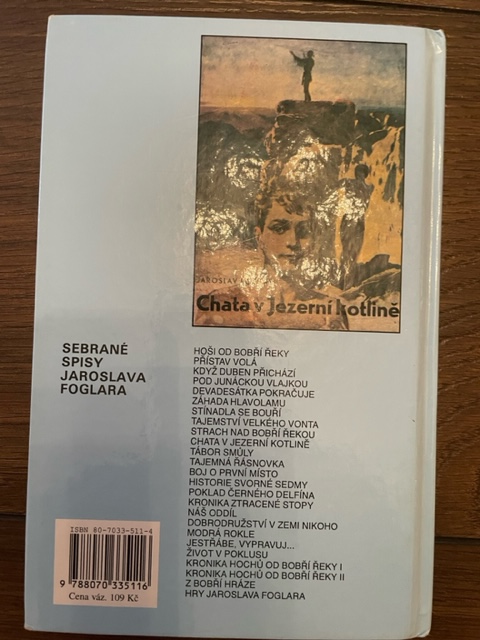 JAROSLAV
Chata v Jezerní kotlině
SEBRANÉ
SPISY
JAROSLAVA
FOGLARA
HOŠI OD BOBŘÍ ŘEKY
PŘÍSTAV VOLÁ
KDYŽ DUBEN PŘICHÁZÍ
POD JUNÁCKOU VLAJKOU
DEVADESÁTKA POKRAČUJE
ZÁHADA HLAVOLAMU
STÍNADLA SE BOUŘÍ
TAJEMSTVÍ VELKÉHO VONTA
STRACH NAD BOBŘÍ ŘEKOU
CHATA V JEZERNÍ KOTLINĚ
TÁBOR SMŮLY
TAJEMNÁ ŘÁSNOVKA
BOJ O PRVNÍ MÍSTO
HISTORIE SVORNÉ SEDMY
POKLAD ČERNÉHO DELFÍNA
KRONIKA ZTRACENÉ STOPY
NÁŠ ODDÍL
DOBRODRUŽSTVÍ V ZEMI NIKOHO
MODRÁ ROKLE
JESTŘÁBE, VYPRAVUJ...
ŽIVOT V POKLUSU
KRONIKA HOCHŮ OD BOBŘÍ ŘEKY I
KRONIKA HOCHŮ OD BOBŘÍ ŘEKY II
Z BOBŘÍ HRÁZE
HRY JAROSLAVA FOGLARA
ISBN 80-7033-511-4
9 788070 335116
Cena váz. 109 Kč